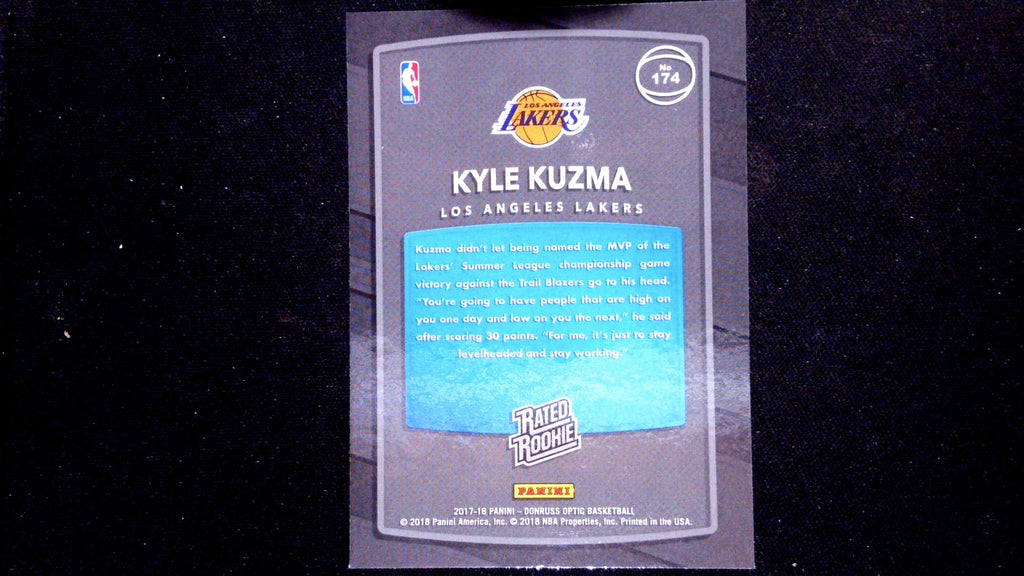 NBA
No
174
LOS ANGELES
LAKERS
KYLE KUZMA
LOS ANGELES LAKERS
Kuzma didn't let being named the MVP of the
Lakers' Summer League championship game
victory against the Trail Blazers go to his head.
"You're going to have people that are high on
you one day and low on you the next," he said
after scoring 30 points. "For me, it's just to stay
levelheaded and stay working."
RATED
ROOKIE
PANINI
2017-18 PANINI – DONRUSS OPTIC BASKETBALL
© 2018 Panini America, Inc. © 2018 NBA Properties, Inc. Printed in the USA.